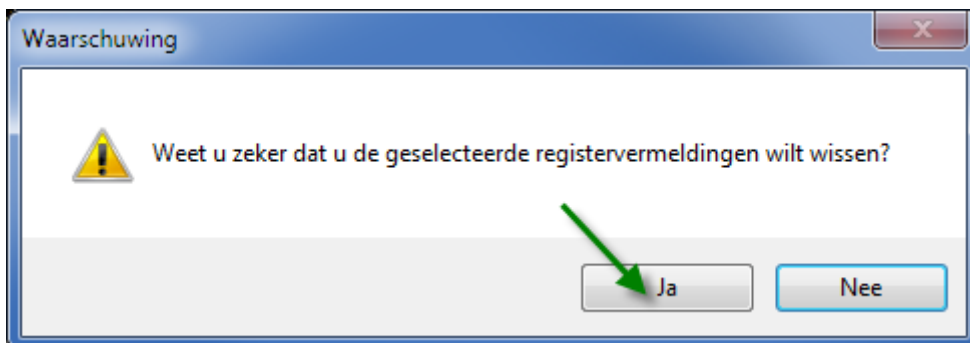 Waarschuwing
Weet u zeker dat u de geselecteerde registervermeldingen wilt wissen?
Ja
Nee